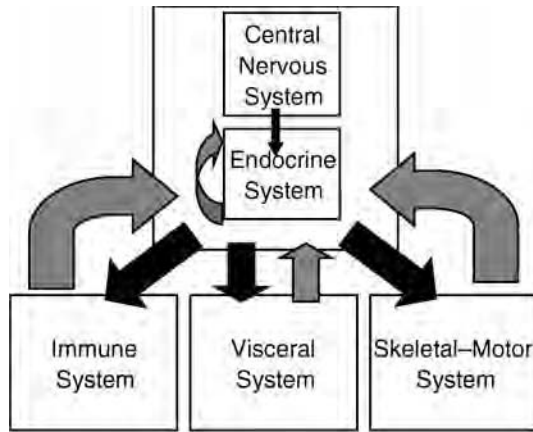 Central
Nervous
System
Endocrine
System
Immune
System
Visceral
System
Skeletal–Motor
System